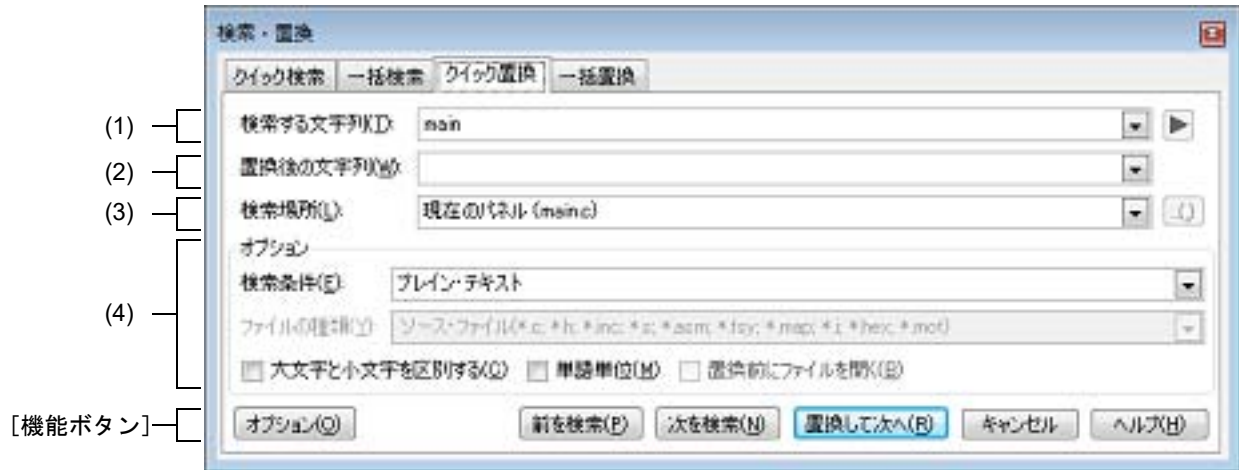 検索・置換
クイック検索 一括検索 クイック置換 一括置換
(1) 検索する文字列(I): main
(2) 置換後の文字列(W):
(3) 検索場所(L): 現在のパネル (main.c)
オプション
(4) 検索条件(E): プレイン・テキスト
ファイルの種類(Y): ソース・ファイル(*.c; *.h; *.inc; *.s; *.asm; *.fsy; *.map; *.i; *.hex; *.mot)
大文字と小文字を区別する(C) 単語単位(M) 置換前にファイルを開く(B)
[機能ボタン] オプション(O) 前を検索(P) 次を検索(N) 置換して次へ(R) キャンセル ヘルプ(H)